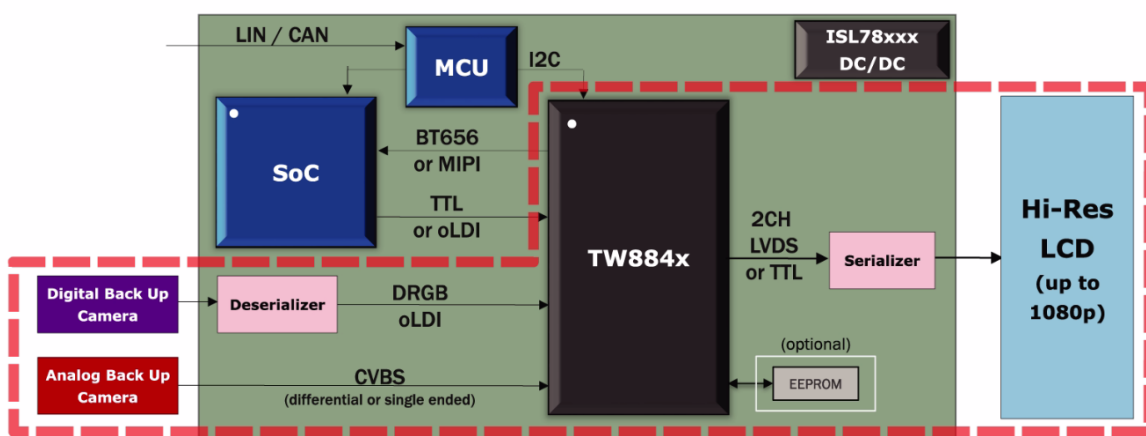 LIN / CAN
MCU
I2C
ISL78xxx
DC/DC
SoC
BT656
or MIPI
TTL
or oLDI
TW884x
2CH
LVDS
or TTL
Serializer
Hi-Res
LCD
(up to
1080p)
Digital Back Up
Camera
Deserializer
DRGB
oLDI
Analog Back Up
Camera
CVBS
(differential or single ended)
(optional)
EEPROM